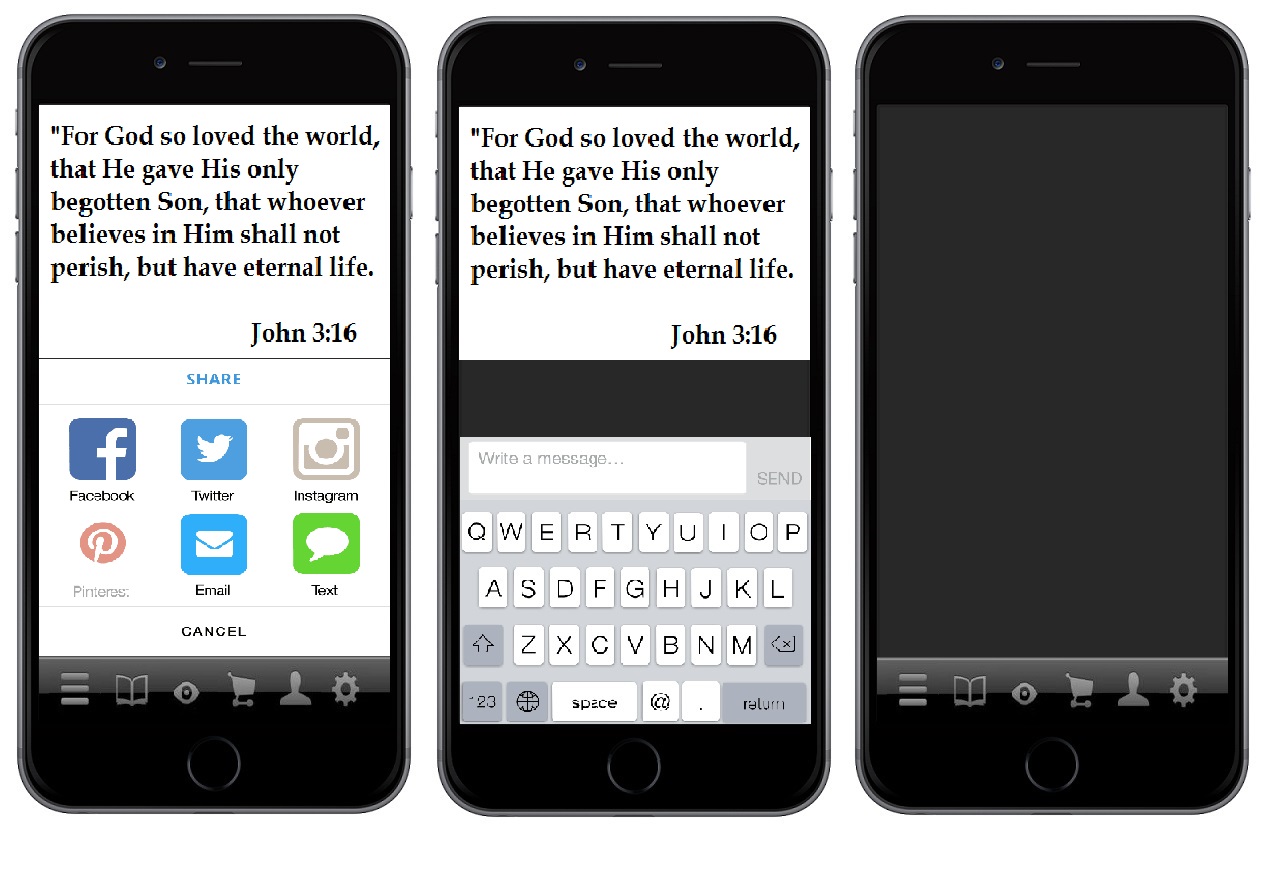 "For God so loved the world,
that He gave His only
begotten Son, that whoever
believes in Him shall not
perish, but have eternal life.
John 3:16
SHARE
Facebook Twitter Instagram
Pinterest Email Text
CANCEL
"For God so loved the world,
that He gave His only
begotten Son, that whoever
believes in Him shall not
perish, but have eternal life.
John 3:16
Write a message...
SEND
Q W E R T Y U I O P
A S D F G H J K L
Z X C V B N M
123 space @ . return